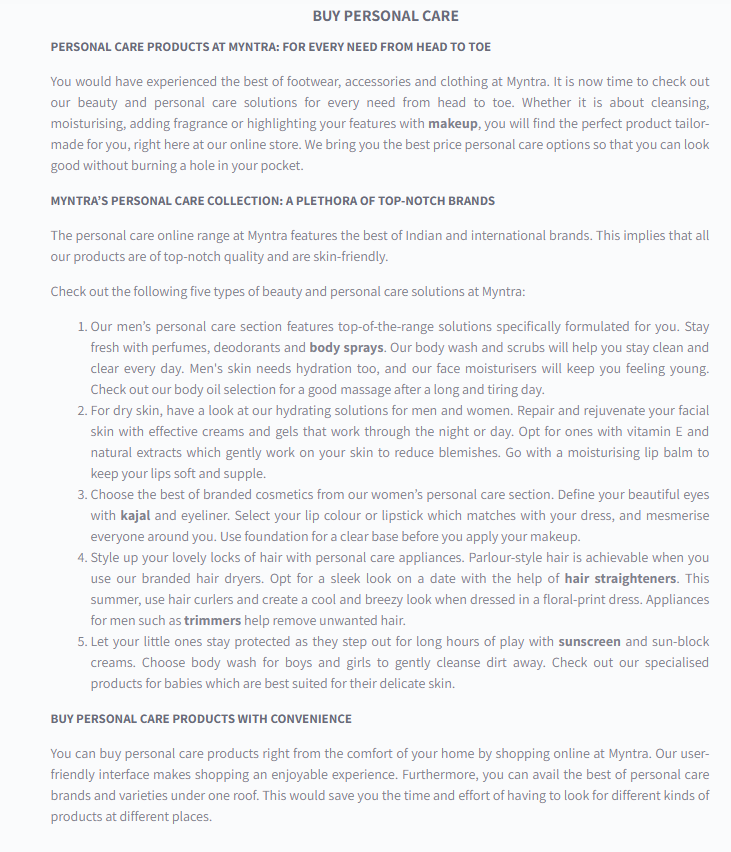 BUY PERSONAL CARE
PERSONAL CARE PRODUCTS AT MYNTRA: FOR EVERY NEED FROM HEAD TO TOE
You would have experienced the best of footwear, accessories and clothing at Myntra. It is now time to check out
our beauty and personal care solutions for every need from head to toe. Whether it is about cleansing,
moisturising, adding fragrance or highlighting your features with makeup, you will find the perfect product tailor-
made for you, right here at our online store. We bring you the best price personal care options so that you can look
good without burning a hole in your pocket.
MYNTRA’S PERSONAL CARE COLLECTION: A PLETHORA OF TOP-NOTCH BRANDS
The personal care online range at Myntra features the best of Indian and international brands. This implies that all
our products are of top-notch quality and are skin-friendly.
Check out the following five types of beauty and personal care solutions at Myntra:
1. Our men’s personal care section features top-of-the-range solutions specifically formulated for you. Stay
fresh with perfumes, deodorants and body sprays. Our body wash and scrubs will help you stay clean and
clear every day. Men's skin needs hydration too, and our face moisturisers will keep you feeling young.
Check out our body oil selection for a good massage after a long and tiring day.
2. For dry skin, have a look at our hydrating solutions for men and women. Repair and rejuvenate your facial
skin with effective creams and gels that work through the night or day. Opt for ones with vitamin E and
natural extracts which gently work on your skin to reduce blemishes. Go with a moisturising lip balm to
keep your lips soft and supple.
3. Choose the best of branded cosmetics from our women’s personal care section. Define your beautiful eyes
with kajal and eyeliner. Select your lip colour or lipstick which matches with your dress, and mesmerise
everyone around you. Use foundation for a clear base before you apply your makeup.
4. Style up your lovely locks of hair with personal care appliances. Parlour-style hair is achievable when you
use our branded hair dryers. Opt for a sleek look on a date with the help of hair straighteners. This
summer, use hair curlers and create a cool and breezy look when dressed in a floral-print dress. Appliances
for men such as trimmers help remove unwanted hair.
5. Let your little ones stay protected as they step out for long hours of play with sunscreen and sun-block
creams. Choose body wash for boys and girls to gently cleanse dirt away. Check out our specialised
products for babies which are best suited for their delicate skin.
BUY PERSONAL CARE PRODUCTS WITH CONVENIENCE
You can buy personal care products right from the comfort of your home by shopping online at Myntra. Our user-
friendly interface makes shopping an enjoyable experience. Furthermore, you can avail the best of personal care
brands and varieties under one roof. This would save you the time and effort of having to look for different kinds of
products at different places.